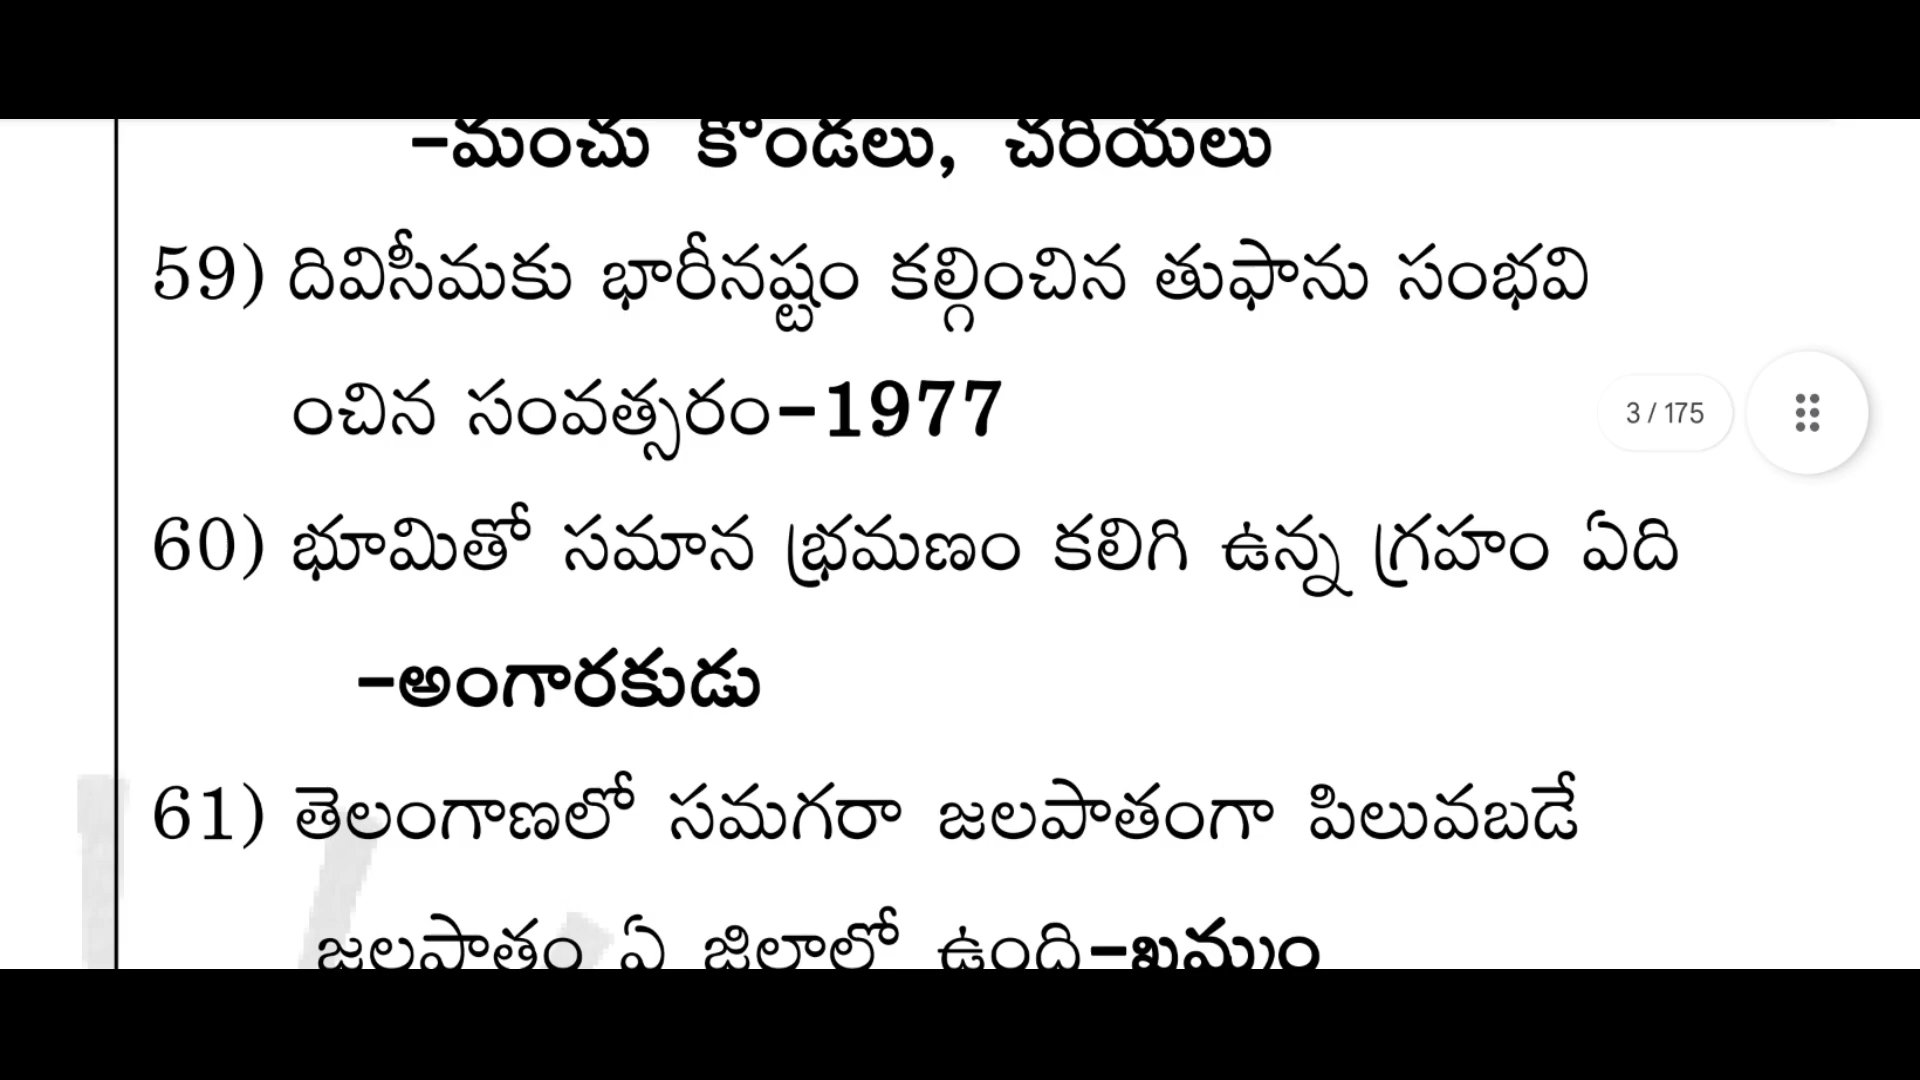 -మంచు కొండలు, చరియలు
59) దివిసీమకు భారీనష్టం కల్గించిన తుఫాను సంభవి
ంచిన సంవత్సరం-1977
3 / 175
60) భూమితో సమాన భ్రమణం కలిగి ఉన్న గ్రహం ఏది
-అంగారకుడు
61) తెలంగాణలో సమగరా జలపాతంగా పిలువబడే
జలపాతం ఏ జిల్లాలో ఉంది-ఖమ్మం